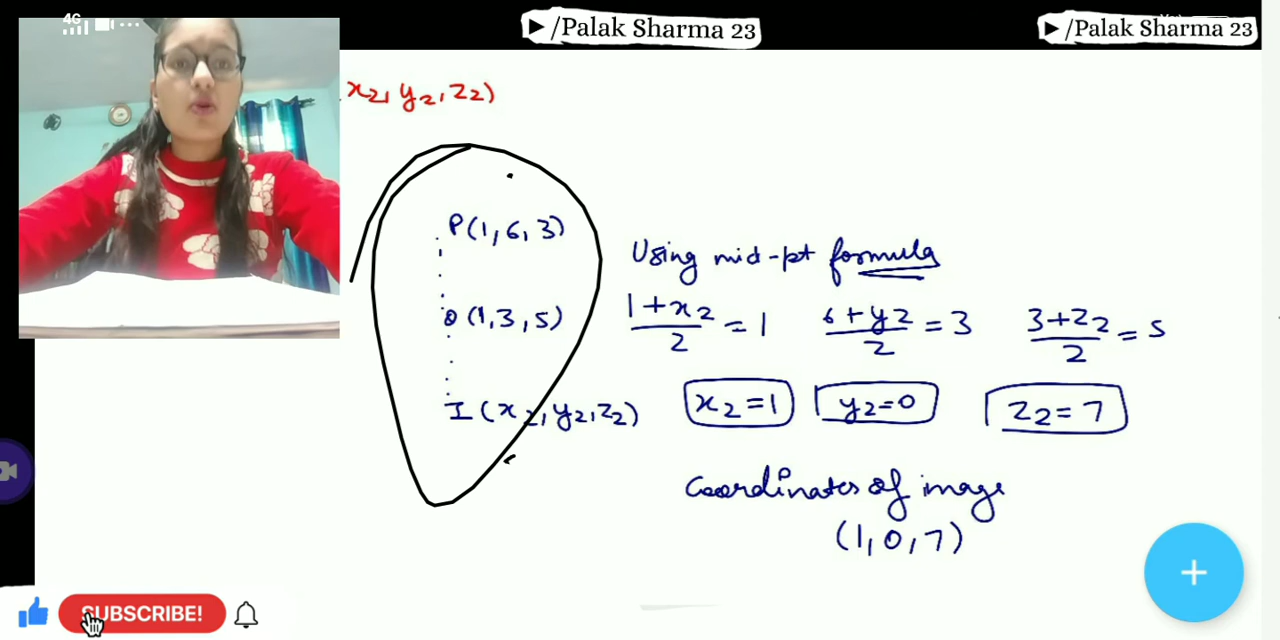 4G
▶/Palak Sharma 23
▶/Palak Sharma 23
x2, y2, z2)
P(1, 6, 3)
O(1, 3, 5)
I(x2, y2, z2)
Using mid-pt formula
1+x2/2 = 1  6+y2/2 = 3  3+z2/2 = 5
x2=1  y2=0  z2=7
Coordinates of image
(1, 0, 7)
SUBSCRIBE!